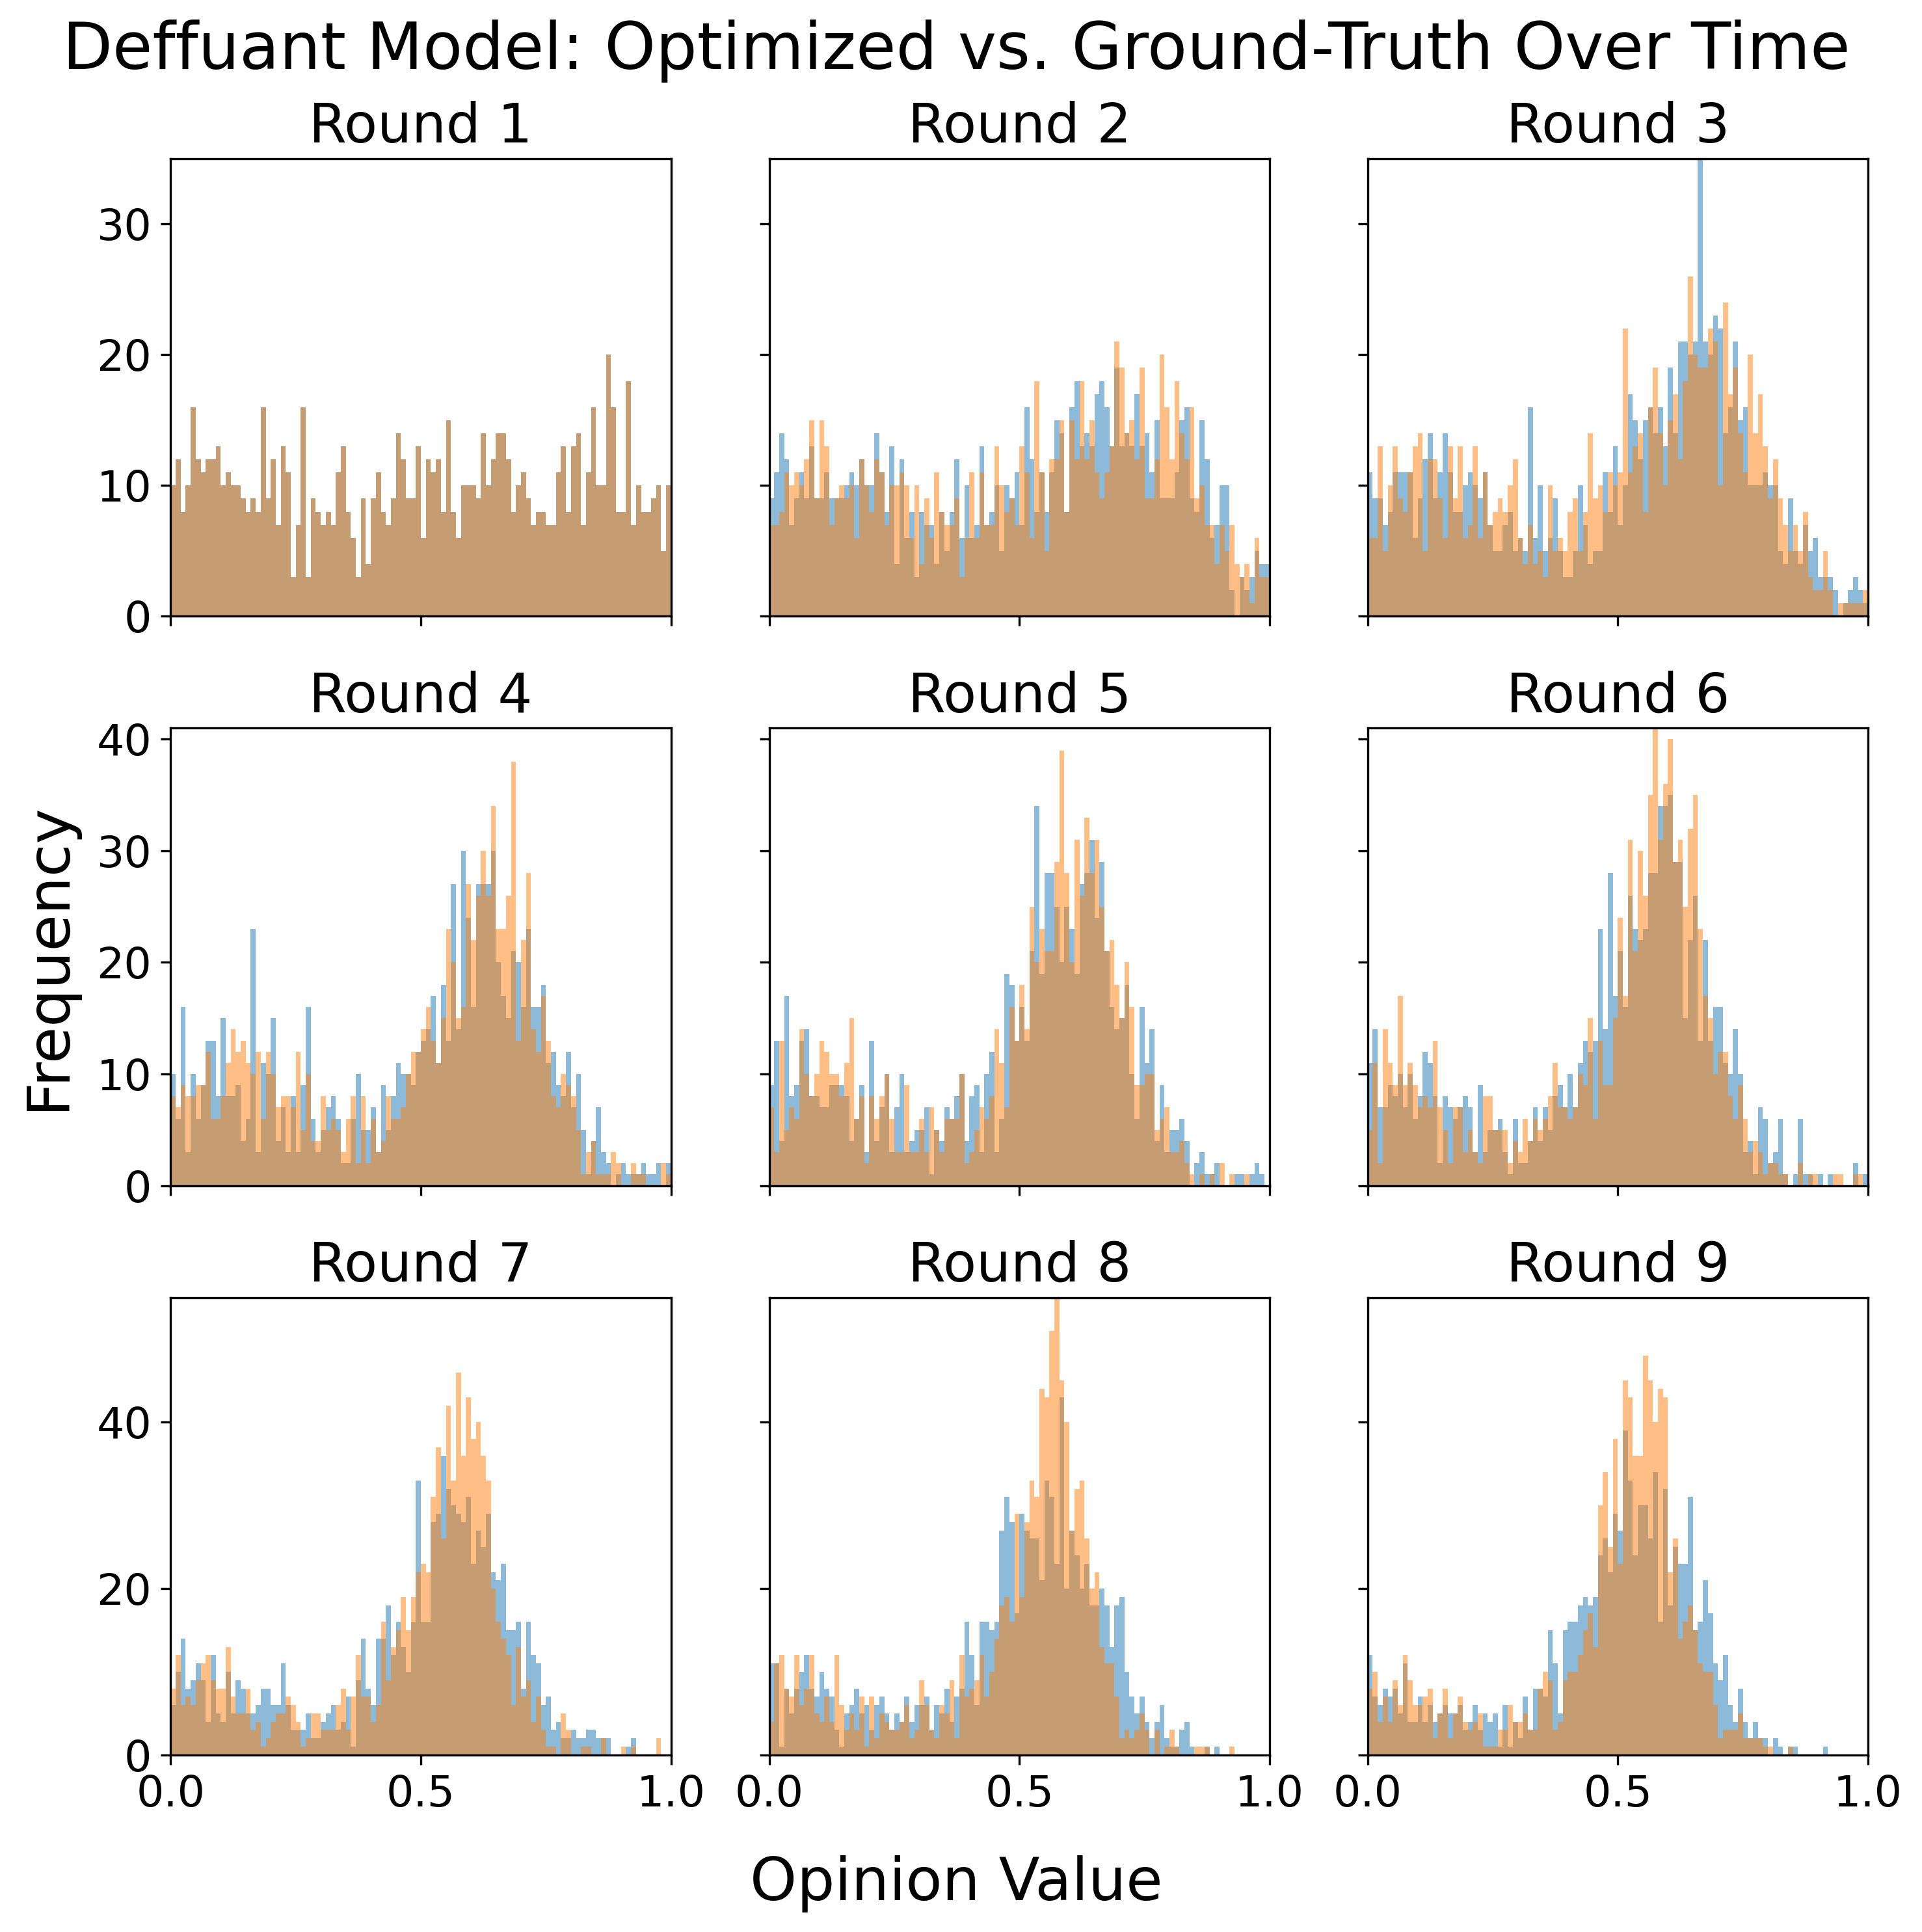 Deffuant Model: Optimized vs. Ground-Truth Over Time
Round 1
Round 2
Round 3
30
20
10
0
Round 4
Round 5
Round 6
40
30
20
10
0
Frequency
Round 7
Round 8
Round 9
40
20
0
0.0 0.5 1.0
0.0 0.5 1.0
0.0 0.5 1.0
Opinion Value